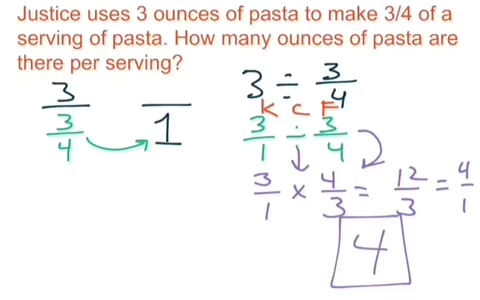 Justice uses 3 ounces of pasta to make 3/4 of a
serving of pasta. How many ounces of pasta are
there per serving?
3 / (3/4) → __ / 1
3 ÷ 3/4
K C F
3/1 ÷ 3/4
3/1 × 4/3 = 12/3 = 4/1
4